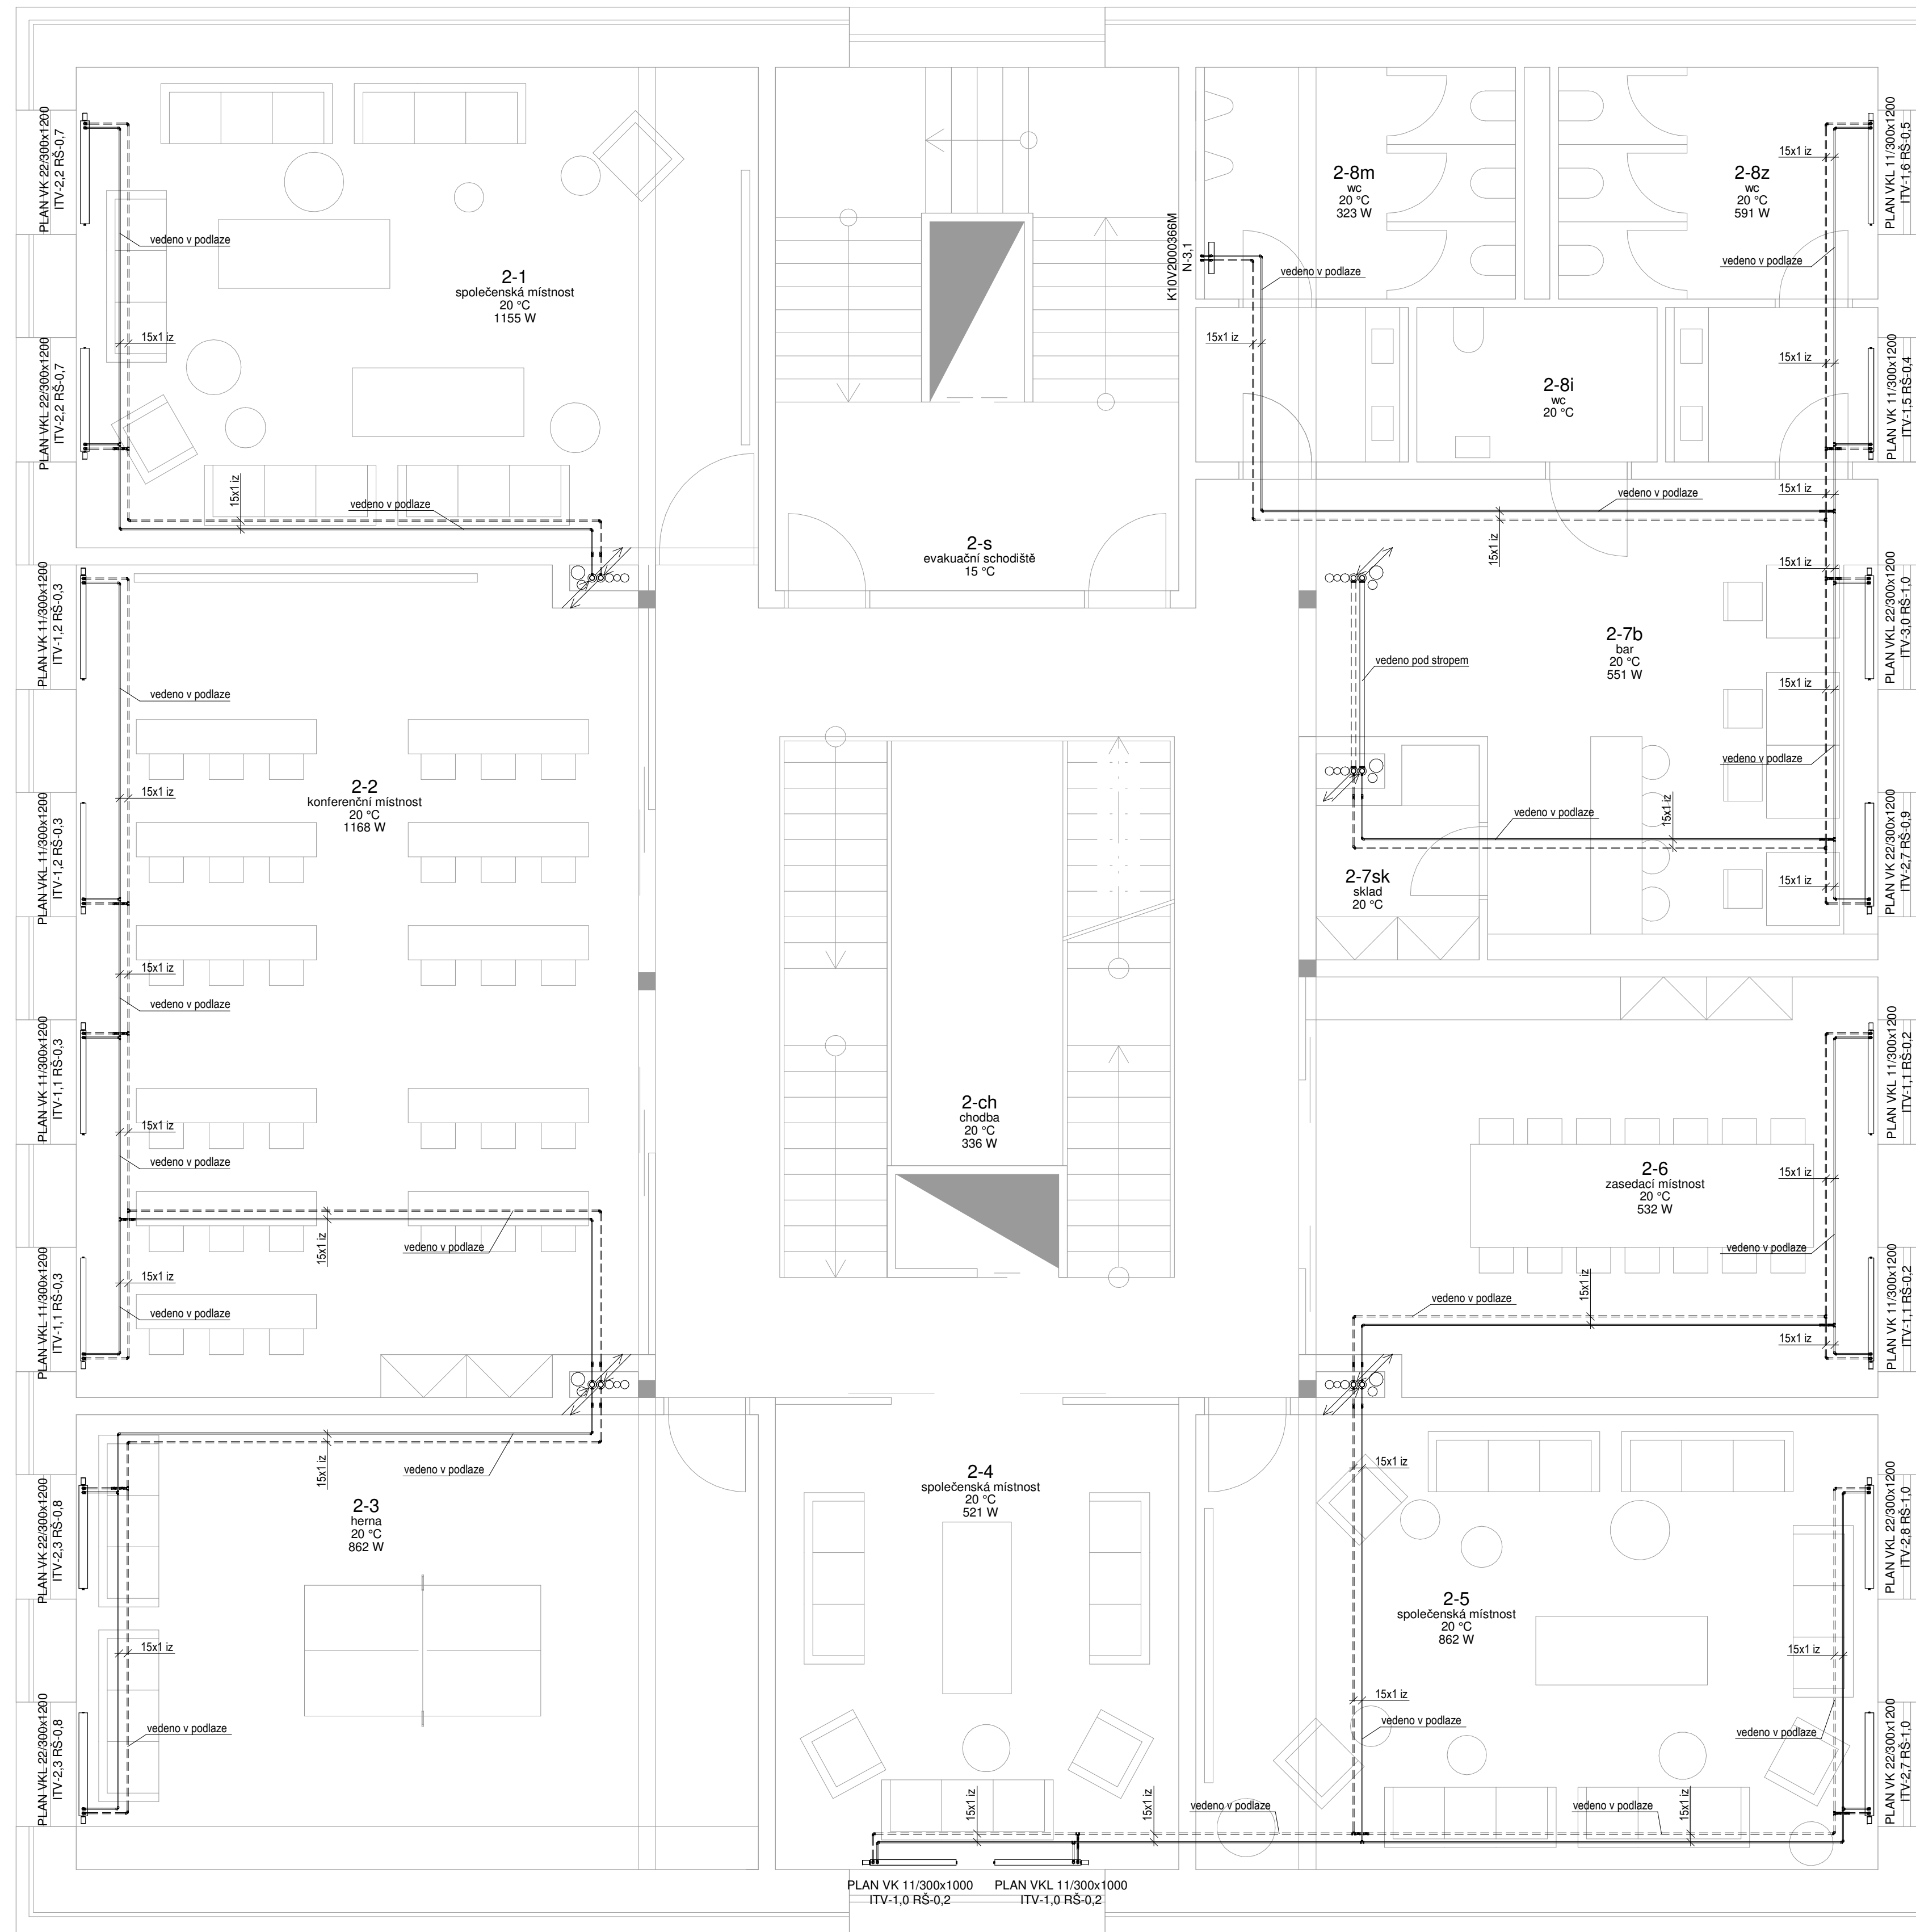 PLAN VK 22/300x1200
ITV-2,2 RŠ-0,7
vedeno v podlaze
2-1
společenská místnost
20 °C
1155 W
15x1 iz
PLAN VKL 22/300x1200
ITV-2,2 RŠ-0,7
15x1 iz
vedeno v podlaze
K10V2000366M
N-3,1
2-8m
wc
20 °C
323 W
vedeno v podlaze
15x1 iz
2-8z
wc
20 °C
591 W
15x1 iz
vedeno v podlaze
PLAN VKL 11/300x1200
ITV-1,6 RŠ-0,5
2-8i
wc
20 °C
15x1 iz
PLAN VK 11/300x1200
ITV-1,5 RŠ-0,4
15x1 iz
vedeno v podlaze
15x1 iz
2-s
evakuační schodiště
15 °C
PLAN VK 11/300x1200
ITV-1,2 RŠ-0,3
vedeno v podlaze
2-2
konferenční místnost
20 °C
1168 W
15x1 iz
PLAN VKL 11/300x1200
ITV-1,2 RŠ-0,3
15x1 iz
vedeno v podlaze
PLAN VK 11/300x1200
ITV-1,1 RŠ-0,3
15x1 iz
vedeno v podlaze
15x1 iz
vedeno v podlaze
15x1 iz
vedeno v podlaze
PLAN VKL 11/300x1200
ITV-1,1 RŠ-0,3
15x1 iz
2-7b
bar
20 °C
551 W
vedeno pod stropem
15x1 iz
PLAN VKL 22/300x1200
ITV-3,0 RŠ-1,0
vedeno v podlaze
vedeno v podlaze
15x1 iz
15x1 iz
PLAN VK 22/300x1200
ITV-2,7 RŠ-0,9
2-7sk
sklad
20 °C
2-ch
chodba
20 °C
336 W
PLAN VKL 11/300x1200
ITV-1,1 RŠ-0,2
2-6
zasedací místnost
20 °C
532 W
15x1 iz
vedeno v podlaze
15x1 iz
vedeno v podlaze
15x1 iz
PLAN VK 11/300x1200
ITV-1,1 RŠ-0,2
15x1 iz
vedeno v podlaze
2-3
herna
20 °C
862 W
PLAN VK 22/300x1200
ITV-2,3 RŠ-0,8
15x1 iz
vedeno v podlaze
PLAN VKL 22/300x1200
ITV-2,3 RŠ-0,8
2-4
společenská místnost
20 °C
521 W
15x1 iz
2-5
společenská místnost
20 °C
862 W
PLAN VKL 22/300x1200
ITV-2,8 RŠ-1,0
15x1 iz
15x1 iz
vedeno v podlaze
vedeno v podlaze
PLAN VK 22/300x1200
ITV-2,7 RŠ-1,0
15x1 iz
15x1 iz
vedeno v podlaze
vedeno v podlaze
15x1 iz
PLAN VK 11/300x1000
ITV-1,0 RŠ-0,2
PLAN VKL 11/300x1000
ITV-1,0 RŠ-0,2